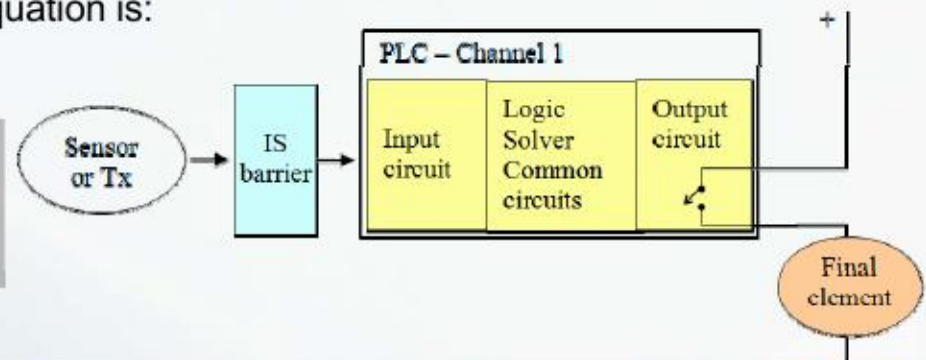 quation is:
+
PLC – Channel 1
Sensor
or Tx
IS
barrier
Input
circuit
Logic
Solver
Common
circuits
Output
circuit
Final
element